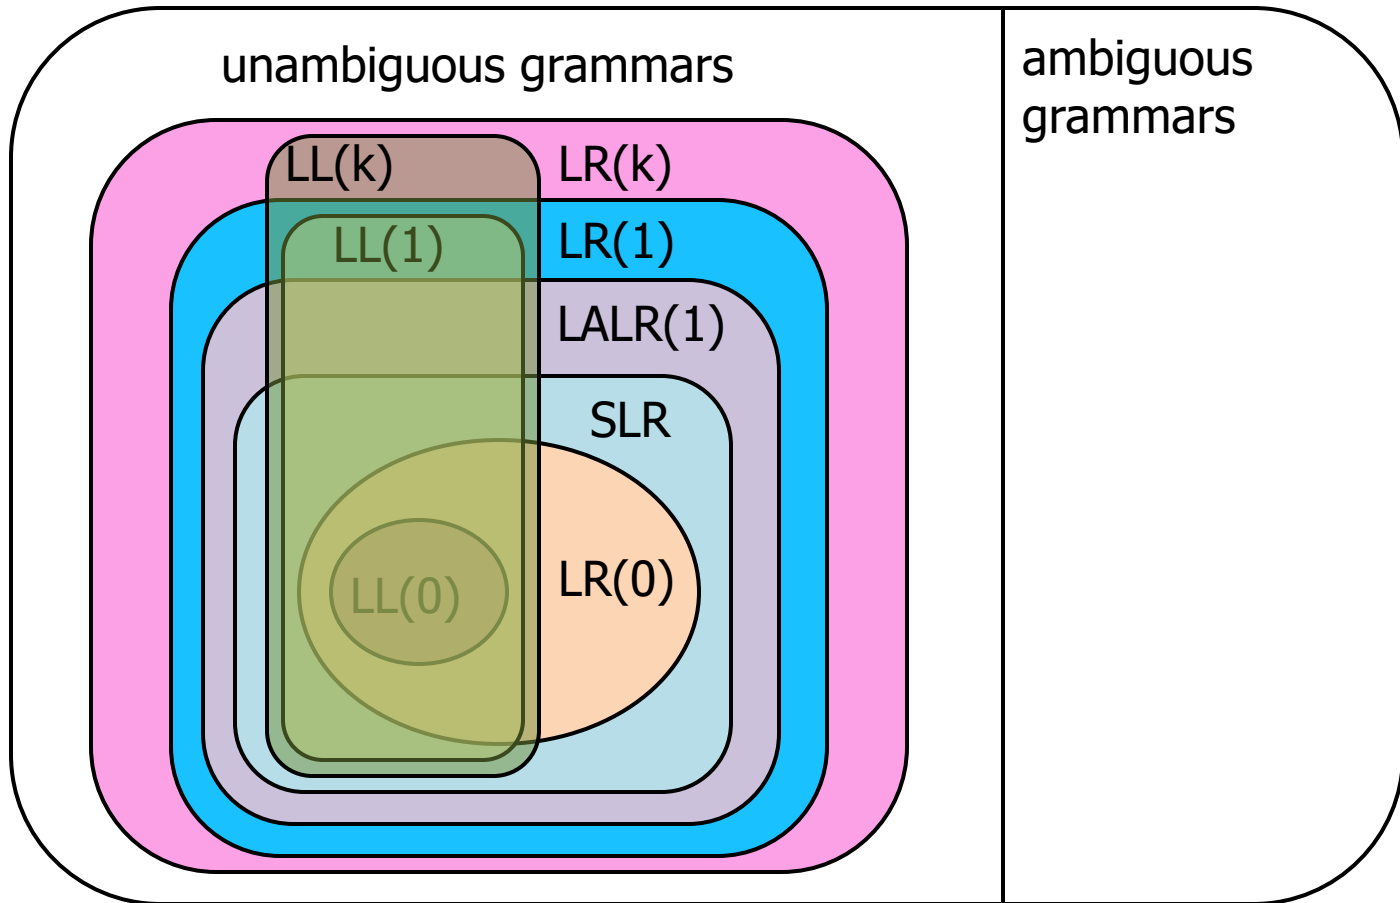 unambiguous grammars
ambiguous
grammars
LL(k)
LR(k)
LL(1)
LR(1)
LALR(1)
SLR
LL(0)
LR(0)